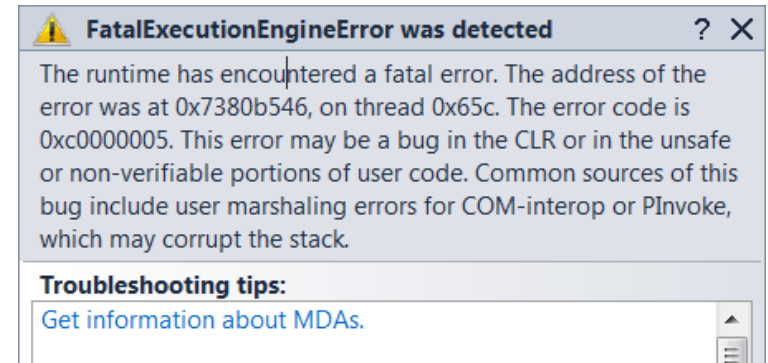 FatalExecutionEngineError was detected
The runtime has encountered a fatal error. The address of the
error was at 0x7380b546, on thread 0x65c. The error code is
0xc0000005. This error may be a bug in the CLR or in the unsafe
or non-verifiable portions of user code. Common sources of this
bug include user marshaling errors for COM-interop or PInvoke,
which may corrupt the stack.
Troubleshooting tips:
Get information about MDAs.